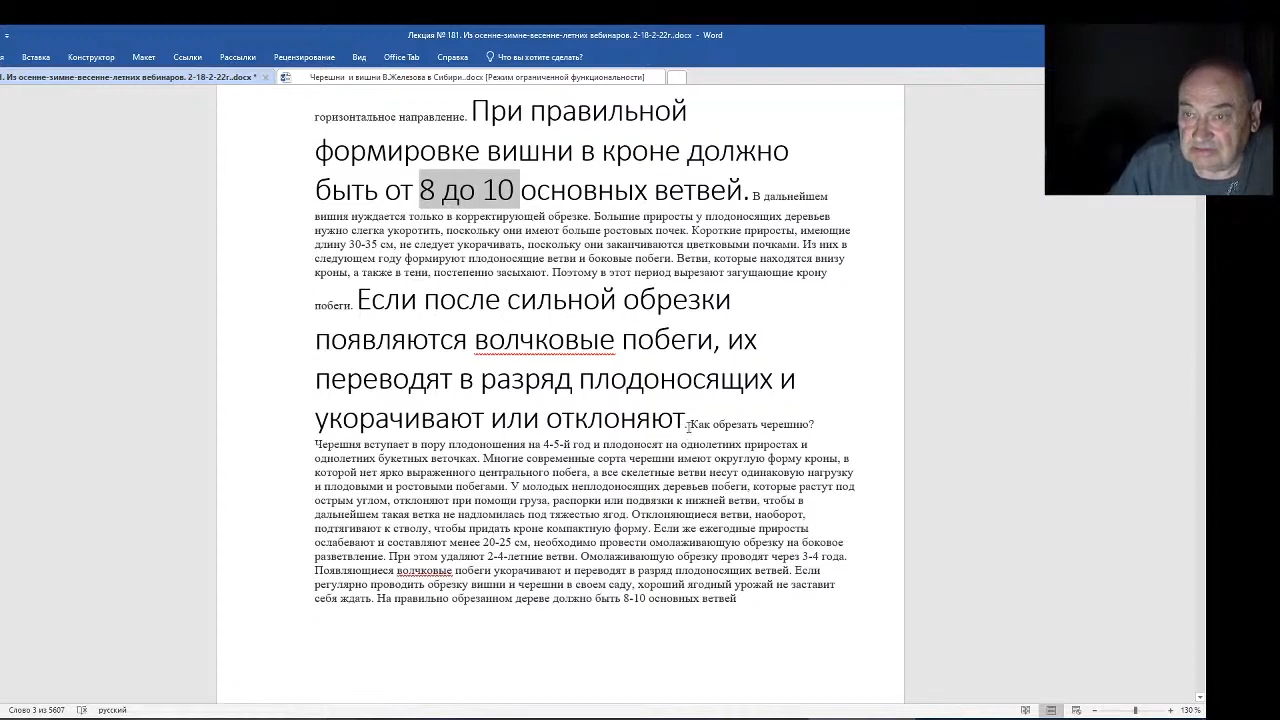 Лекция № 181. Из осенне-зимне-весенне-летних вебинаров. 2-18-2-22г..docx - Word
Вставка Конструктор Макет Ссылки Рассылки Рецензирование Вид Office Tab Справка Что вы хотите сделать?
. Из осенне-зимне-весенне-летних вебинаров. 2-18-2-22г..docx * Черешни и вишни В.Железова в Сибири..docx [Режим ограниченной функциональности]
горизонтальное направление. При правильной
формировке вишни в кроне должно
быть от 8 до 10 основных ветвей. В дальнейшем
вишня нуждается только в корректирующей обрезке. Большие приросты у плодоносящих деревьев
нужно слегка укоротить, поскольку они имеют больше ростовых почек. Короткие приросты, имеющие
длину 30-35 см, не следует укорачивать, поскольку они заканчиваются цветковыми почками. Из них в
следующем году формируют плодоносящие ветви и боковые побеги. Ветви, которые находятся внизу
кроны, а также в тени, постепенно засыхают. Поэтому в этот период вырезают загущающие крону
побеги. Если после сильной обрезки
появляются волчковые побеги, их
переводят в разряд плодоносящих и
укорачивают или отклоняют. Как обрезать черешню?
Черешня вступает в пору плодоношения на 4-5-й год и плодоносят на однолетних приростах и
однолетних букетных веточках. Многие современные сорта черешни имеют округлую форму кроны, в
которой нет ярко выраженного центрального побега, а все скелетные ветви несут одинаковую нагрузку
и плодовыми и ростовыми побегами. У молодых неплодоносящих деревьев побеги, которые растут под
острым углом, отклоняют при помощи груза, распорки или подвязки к нижней ветви, чтобы в
дальнейшем такая ветка не надломилась под тяжестью ягод. Отклоняющиеся ветви, наоборот,
подтягивают к стволу, чтобы придать кроне компактную форму. Если же ежегодные приросты
ослабевают и составляют менее 20-25 см, необходимо провести омолаживающую обрезку на боковое
разветвление. При этом удаляют 2-4-летние ветви. Омолаживающую обрезку проводят через 3-4 года.
Появляющиеся волчковые побеги укорачивают и переводят в разряд плодоносящих ветвей. Если
регулярно проводить обрезку вишни и черешни в своем саду, хороший ягодный урожай не заставит
себя ждать. На правильно обрезанном дереве должно быть 8-10 основных ветвей
Слово 3 из 5607 русский 130 %